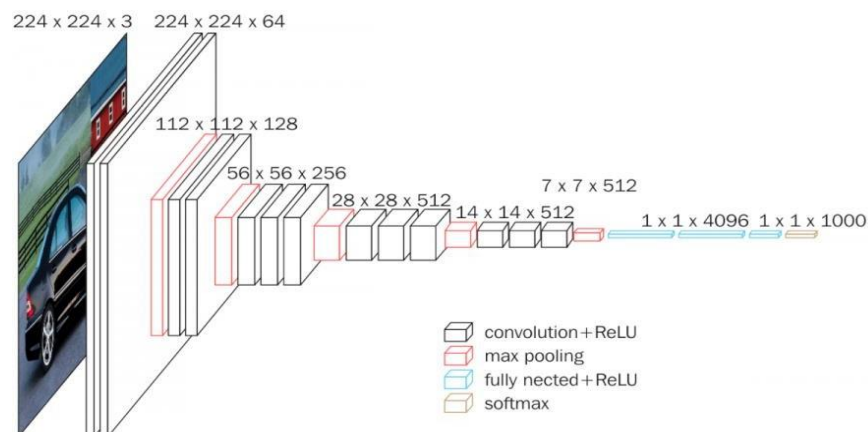 224 x 224 x 3
224 x 224 x 64
112 x 112 x 128
56 x 56 x 256
28 x 28 x 512
14 x 14 x 512
7 x 7 x 512
1 x 1 x 4096
1 x 1 x 1000
convolution+ReLU
max pooling
fully nected+ReLU
softmax